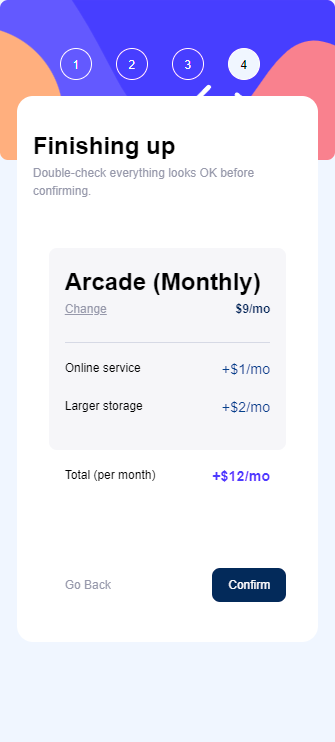 1 2 3 4
Finishing up
Double-check everything looks OK before
confirming.
Arcade (Monthly)
Change $9/mo
Online service +$1/mo
Larger storage +$2/mo
Total (per month) +$12/mo
Go Back Confirm